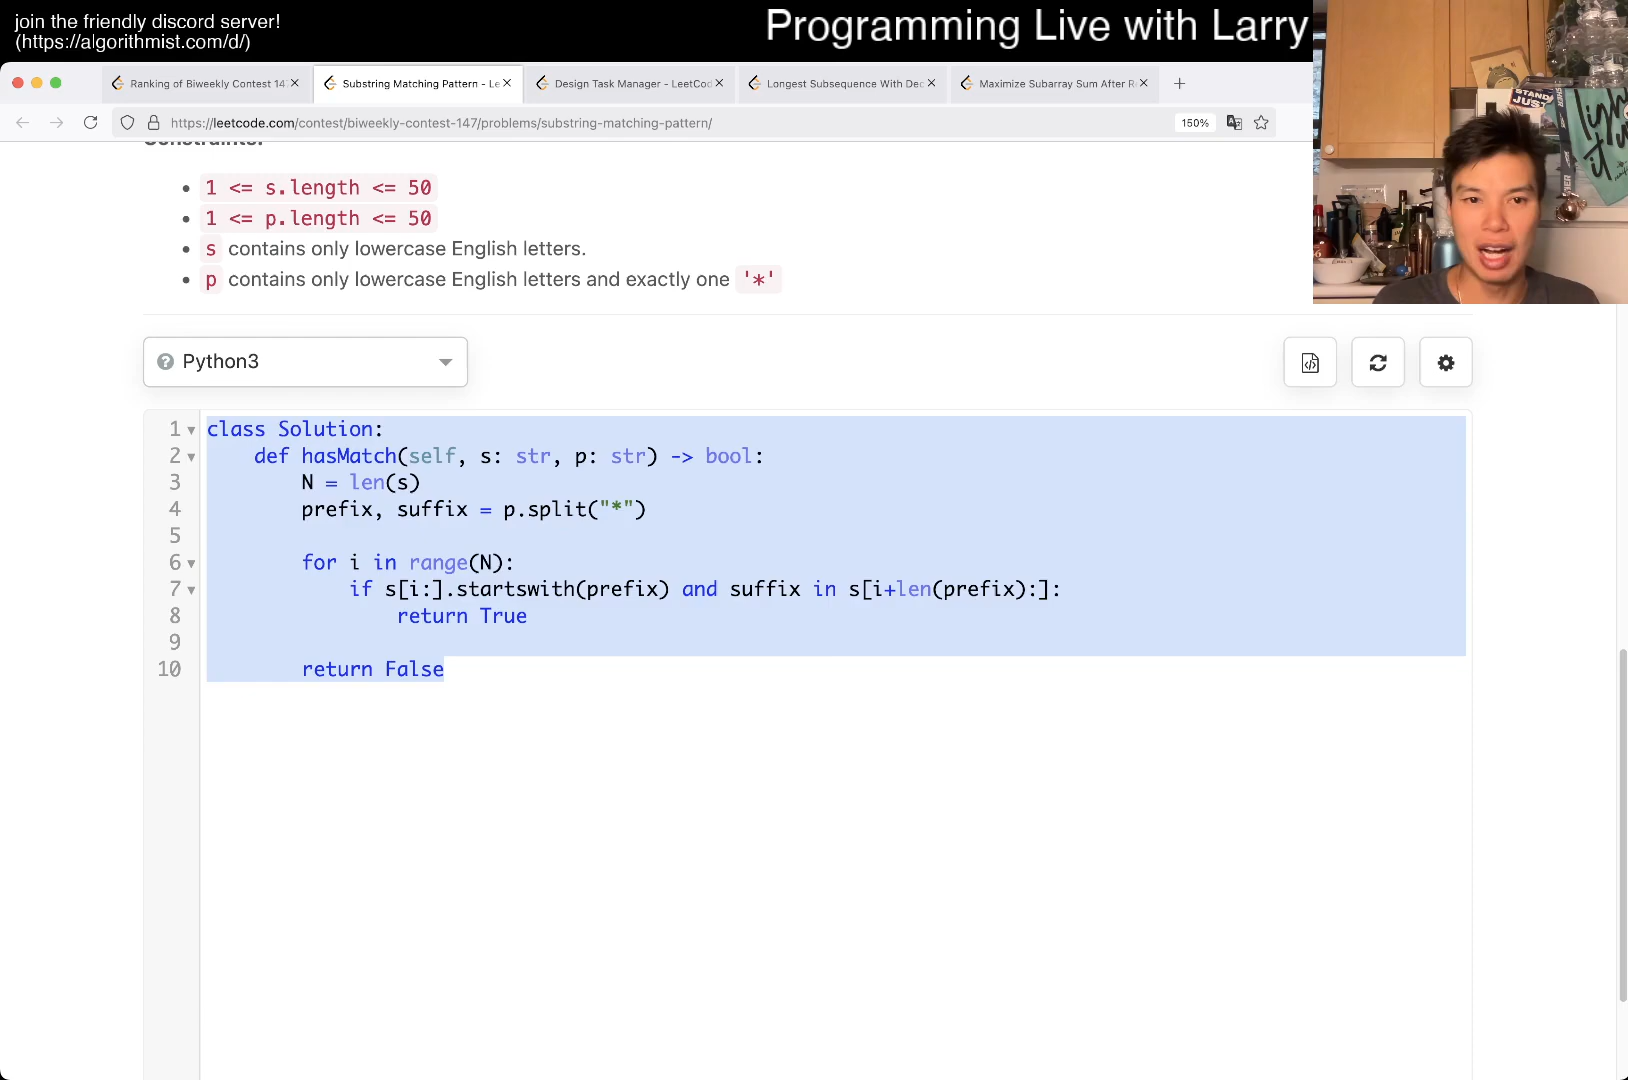 join the friendly discord server!
(https://algorithmist.com/d/)
Programming Live with Larry
Ranking of Biweekly Contest 14
Substring Matching Pattern - Le
Design Task Manager - LeetCod
Longest Subsequence With Dec
Maximize Subarray Sum After R
https://leetcode.com/contest/biweekly-contest-147/problems/substring-matching-pattern/
150%
STAND
JUS
Constraints:
1 <= s.length <= 50
1 <= p.length <= 50
s contains only lowercase English letters.
p contains only lowercase English letters and exactly one '*'
Python3
1 class Solution:
2 def hasMatch(self, s: str, p: str) -> bool:
3 N = len(s)
4 prefix, suffix = p.split("*")
5
6 for i in range(N):
7 if s[i:].startswith(prefix) and suffix in s[i+len(prefix):]:
8 return True
9
10 return False